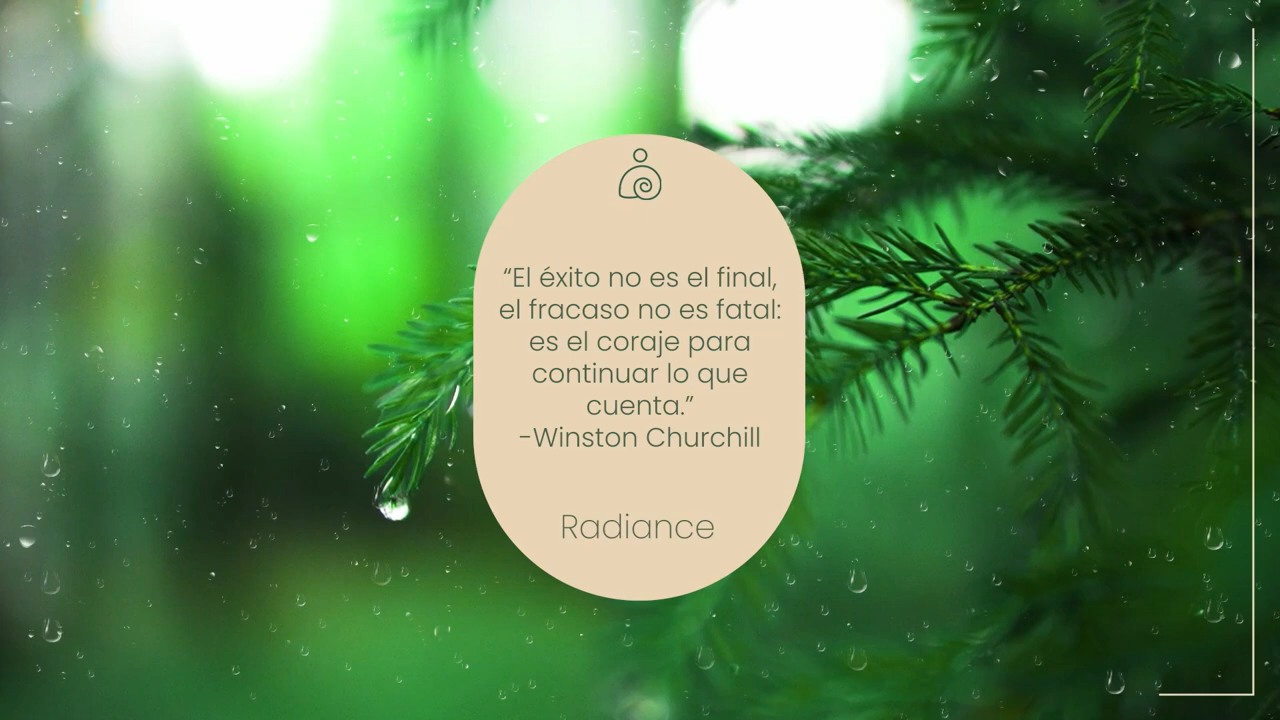 “El éxito no es el final,
el fracaso no es fatal:
es el coraje para
continuar lo que
cuenta.”
-Winston Churchill
Radiance